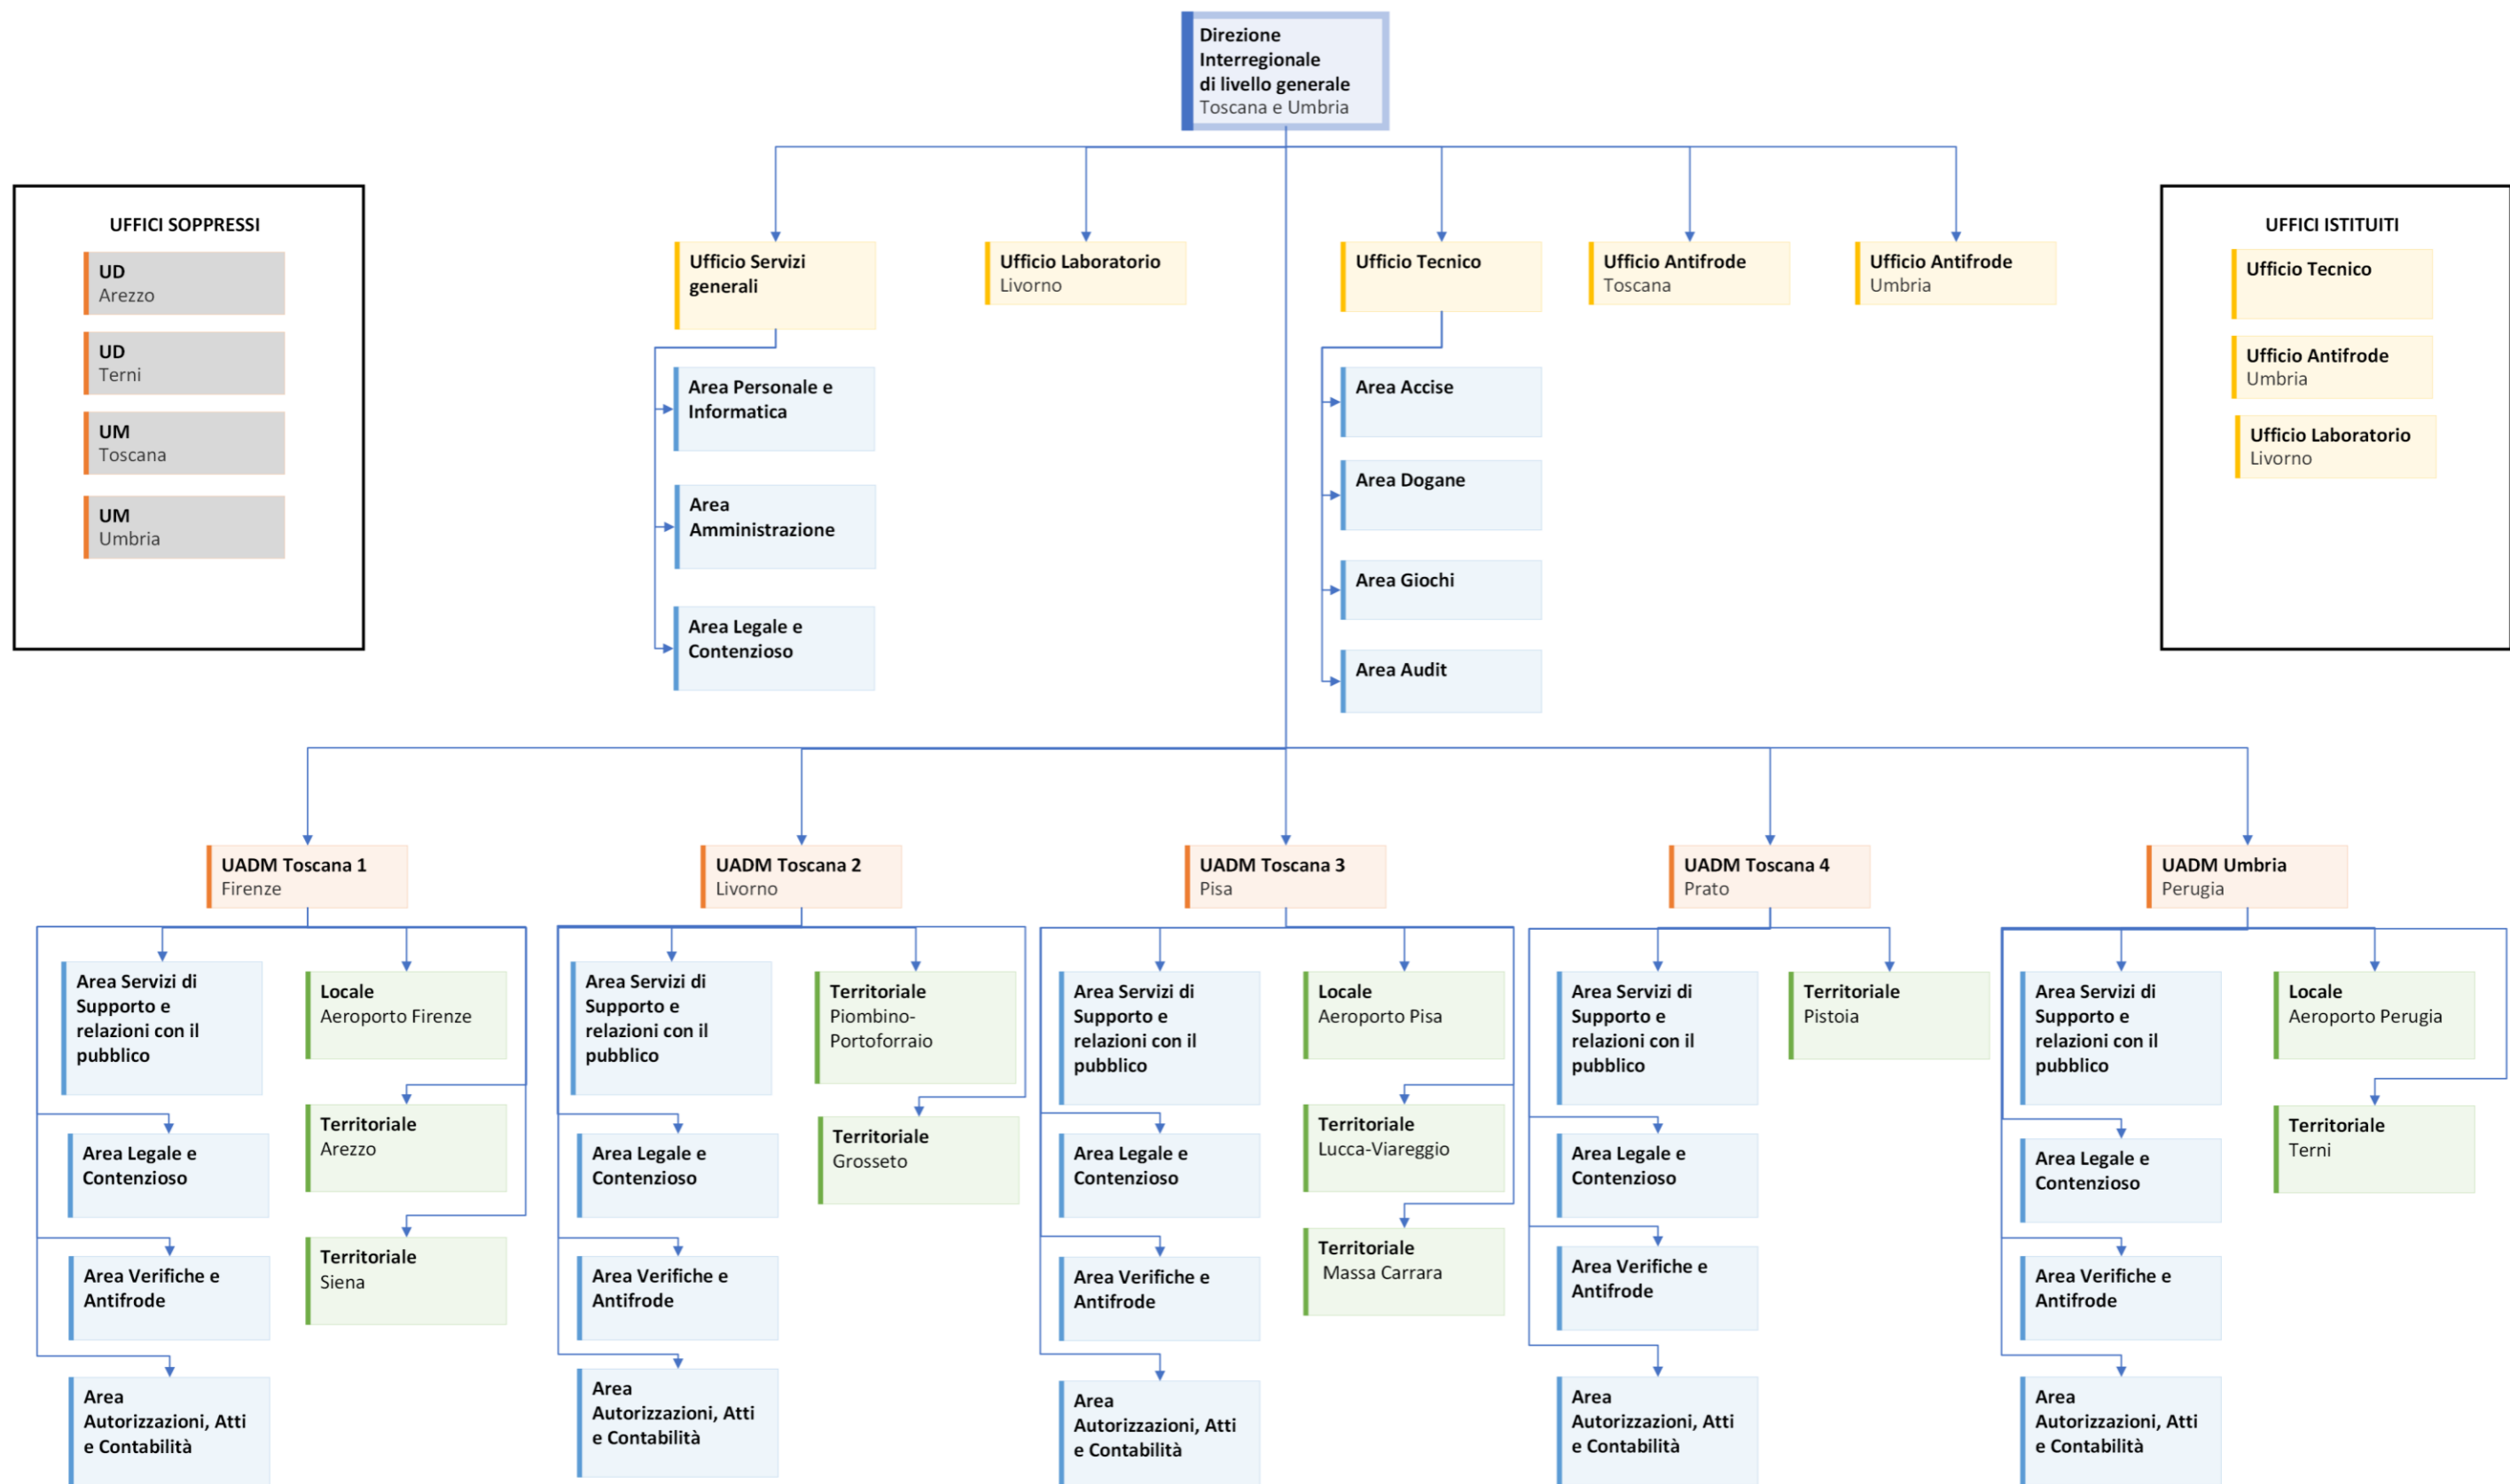 Direzione
Interregionale
di livello generale
Toscana e Umbria
UFFICI SOPPRESSI
UD
Arezzo
UD
Terni
UM
Toscana
UM
Umbria
Ufficio Servizi
generali
Ufficio Laboratorio
Livorno
Ufficio Tecnico
Ufficio Antifrode
Toscana
Ufficio Antifrode
Umbria
UFFICI ISTITUITI
Ufficio Tecnico
Ufficio Antifrode
Umbria
Ufficio Laboratorio
Livorno
Area Personale e
Informatica
Area
Amministrazione
Area Legale e
Contenzioso
Area Accise
Area Dogane
Area Giochi
Area Audit
UADM Toscana 1
Firenze
UADM Toscana 2
Livorno
UADM Toscana 3
Pisa
UADM Toscana 4
Prato
UADM Umbria
Perugia
Area Servizi di
Supporto e
relazioni con il
pubblico
Area Legale e
Contenzioso
Area Verifiche e
Antifrode
Area
Autorizzazioni, Atti
e Contabilità
Locale
Aeroporto Firenze
Territoriale
Arezzo
Territoriale
Siena
Area Servizi di
Supporto e
relazioni con il
pubblico
Area Legale e
Contenzioso
Area Verifiche e
Antifrode
Area
Autorizzazioni, Atti
e Contabilità
Territoriale
Piombino-
Portoforraio
Territoriale
Grosseto
Area Servizi di
Supporto e
relazioni con il
pubblico
Area Legale e
Contenzioso
Area Verifiche e
Antifrode
Area
Autorizzazioni, Atti
e Contabilità
Locale
Aeroporto Pisa
Territoriale
Lucca-Viareggio
Territoriale
Massa Carrara
Area Servizi di
Supporto e
relazioni con il
pubblico
Area Legale e
Contenzioso
Area Verifiche e
Antifrode
Area
Autorizzazioni, Atti
e Contabilità
Territoriale
Pistoia
Area Servizi di
Supporto e
relazioni con il
pubblico
Area Legale e
Contenzioso
Area Verifiche e
Antifrode
Area
Autorizzazioni, Atti
e Contabilità
Locale
Aeroporto Perugia
Territoriale
Terni